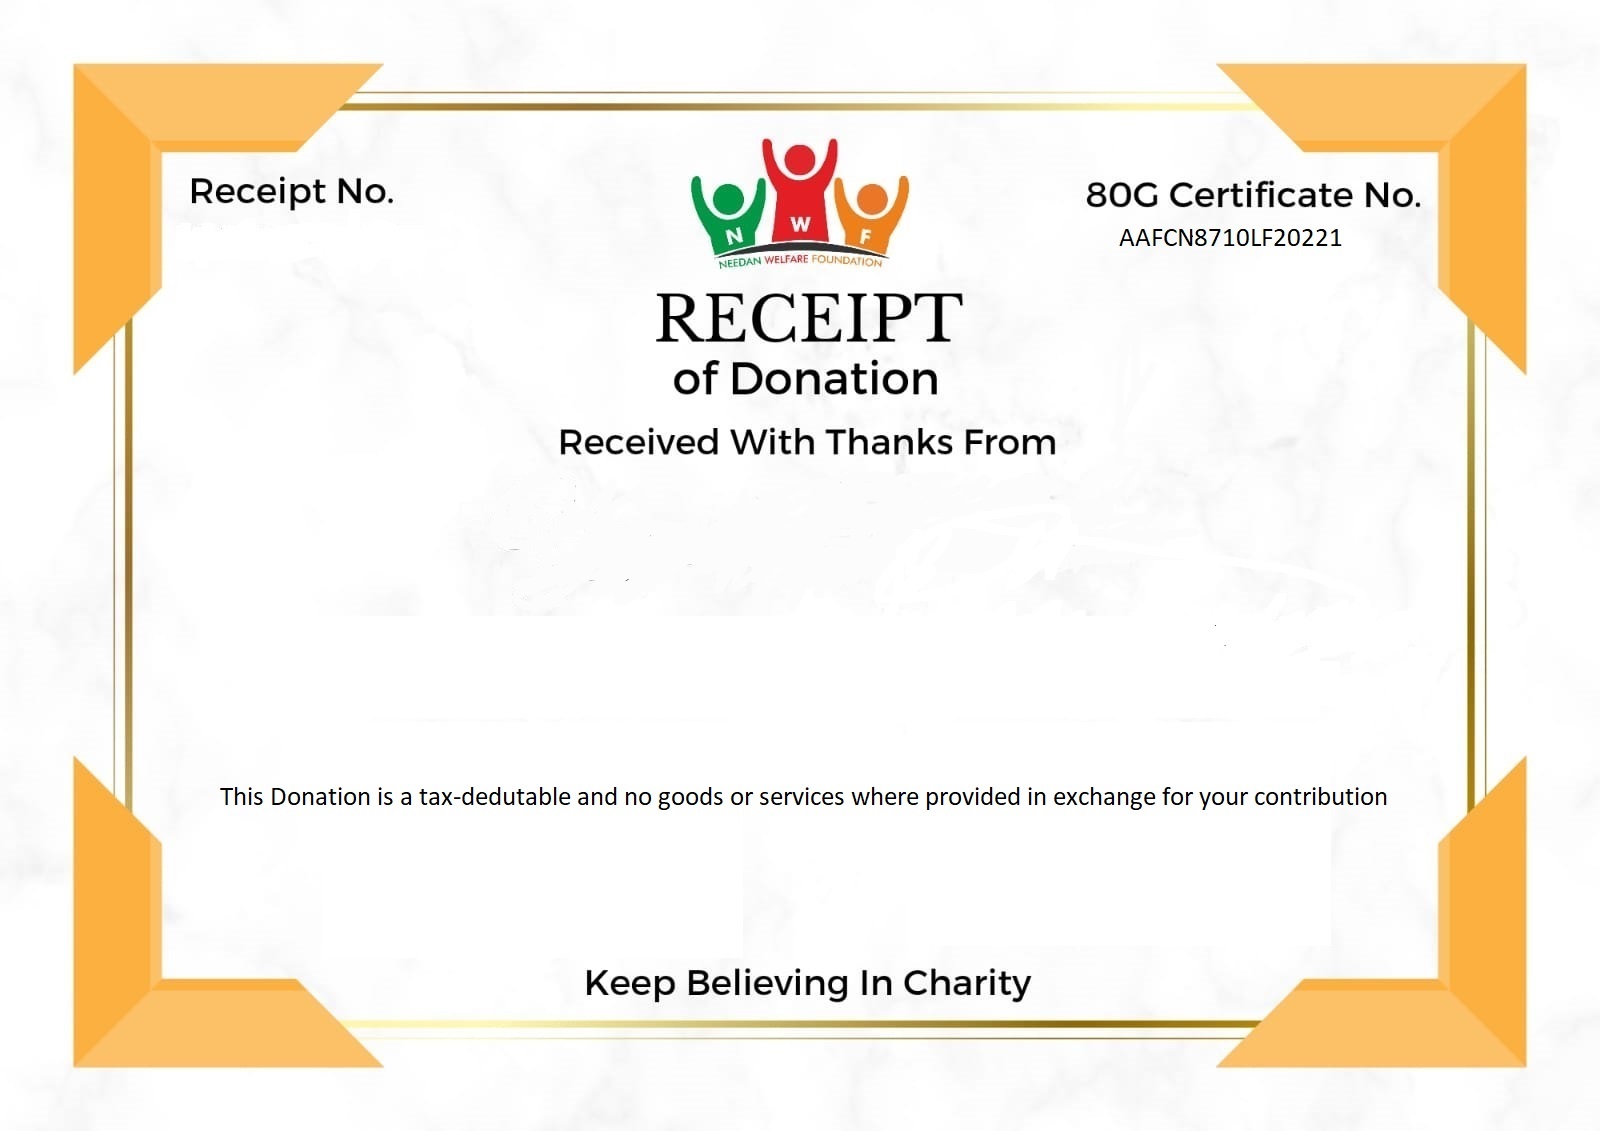 Receipt No.
80G Certificate No.
AAFCN8710LF20221
N W F
NEEDAN WELFARE FOUNDATION
RECEIPT
of Donation
Received With Thanks From
This Donation is a tax-dedutable and no goods or services where provided in exchange for your contribution
Keep Believing In Charity